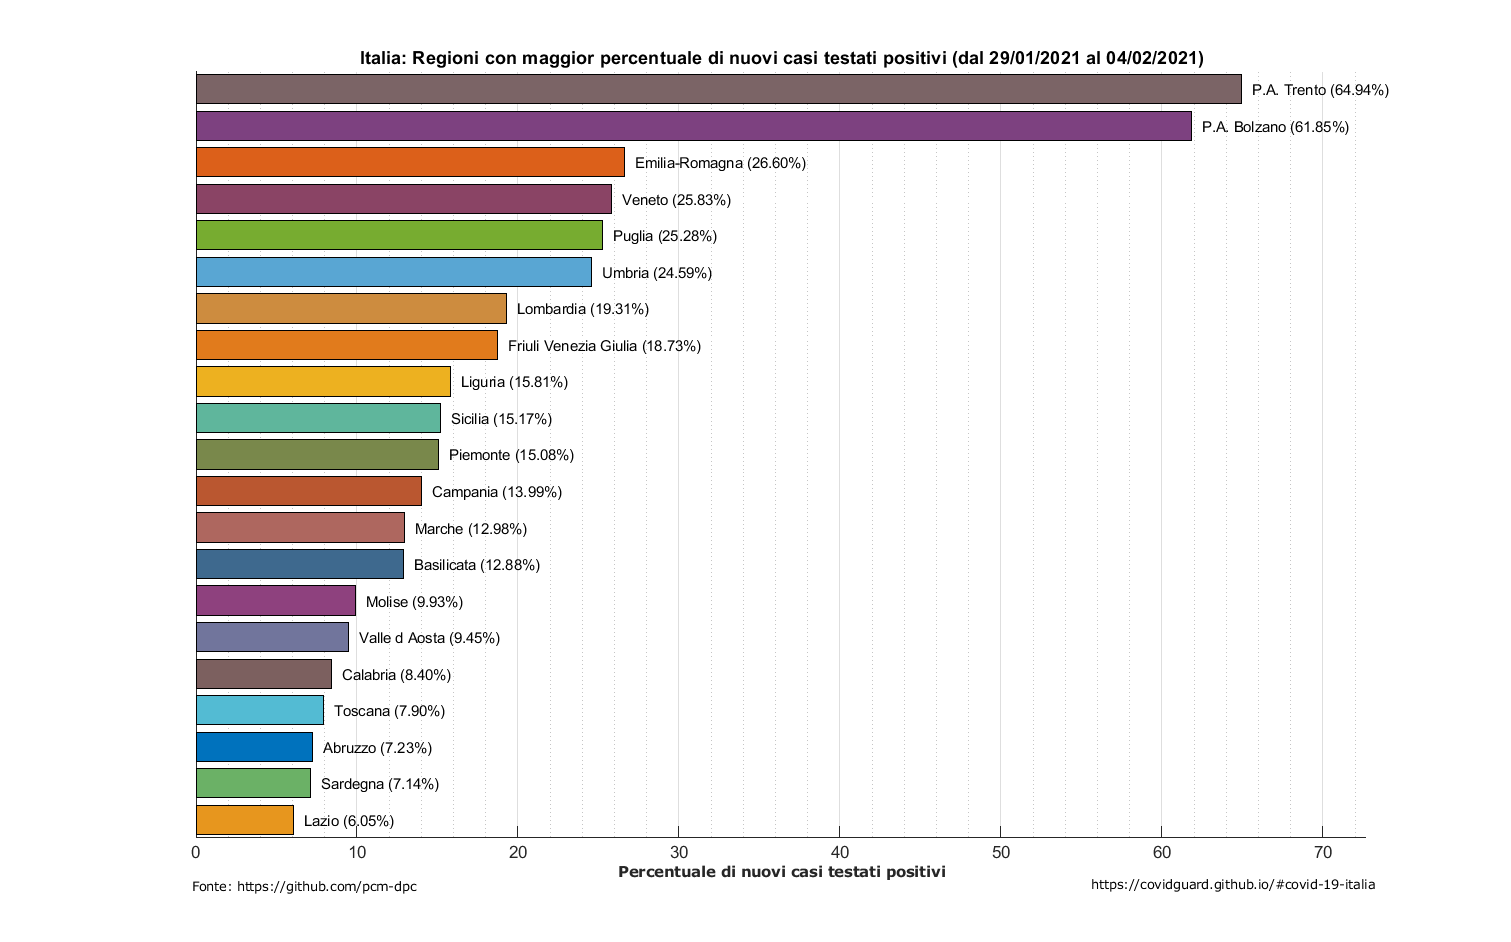 Italia: Regioni con maggior percentuale di nuovi casi testati positivi (dal 29/01/2021 al 04/02/2021)
P.A. Trento (64.94%)
P.A. Bolzano (61.85%)
Emilia-Romagna (26.60%)
Veneto (25.83%)
Puglia (25.28%)
Umbria (24.59%)
Lombardia (19.31%)
Friuli Venezia Giulia (18.73%)
Liguria (15.81%)
Sicilia (15.17%)
Piemonte (15.08%)
Campania (13.99%)
Marche (12.98%)
Basilicata (12.88%)
Molise (9.93%)
Valle d Aosta (9.45%)
Calabria (8.40%)
Toscana (7.90%)
Abruzzo (7.23%)
Sardegna (7.14%)
Lazio (6.05%)
0 10 20 30 40 50 60 70
Percentuale di nuovi casi testati positivi
Fonte: https://github.com/pcm-dpc
https://covidguard.github.io/#covid-19-italia